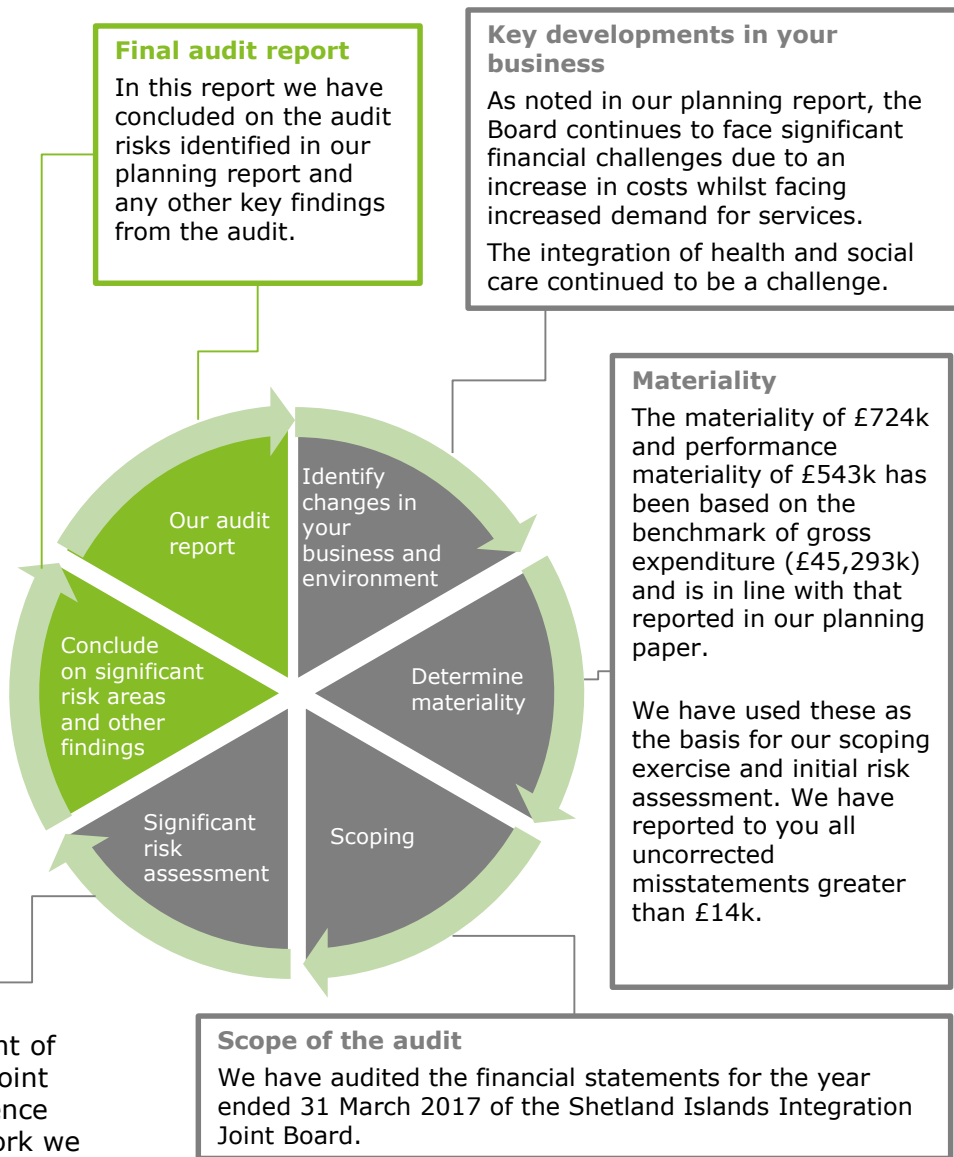 Final audit report
In this report we have
concluded on the audit
risks identified in our
planning report and
any other key findings
from the audit.
Key developments in your
business
As noted in our planning report, the
Board continues to face significant
financial challenges due to an
increase in costs whilst facing
increased demand for services.
The integration of health and social
care continued to be a challenge.
Materiality
The materiality of £724k
and performance
materiality of £543k has
been based on the
benchmark of gross
expenditure (£45,293k)
and is in line with that
reported in our planning
paper.
We have used these as
the basis for our scoping
exercise and initial risk
assessment. We have
reported to you all
uncorrected
misstatements greater
than £14k.
Our audit
report
Identify
changes in
your
business and
environment
Determine
materiality
Scoping
Significant
risk
assessment
Conclude
on significant
risk areas
and other
findings
Scope of the audit
We have audited the financial statements for the year
ended 31 March 2017 of the Shetland Islands Integration
Joint Board.
of
ork we